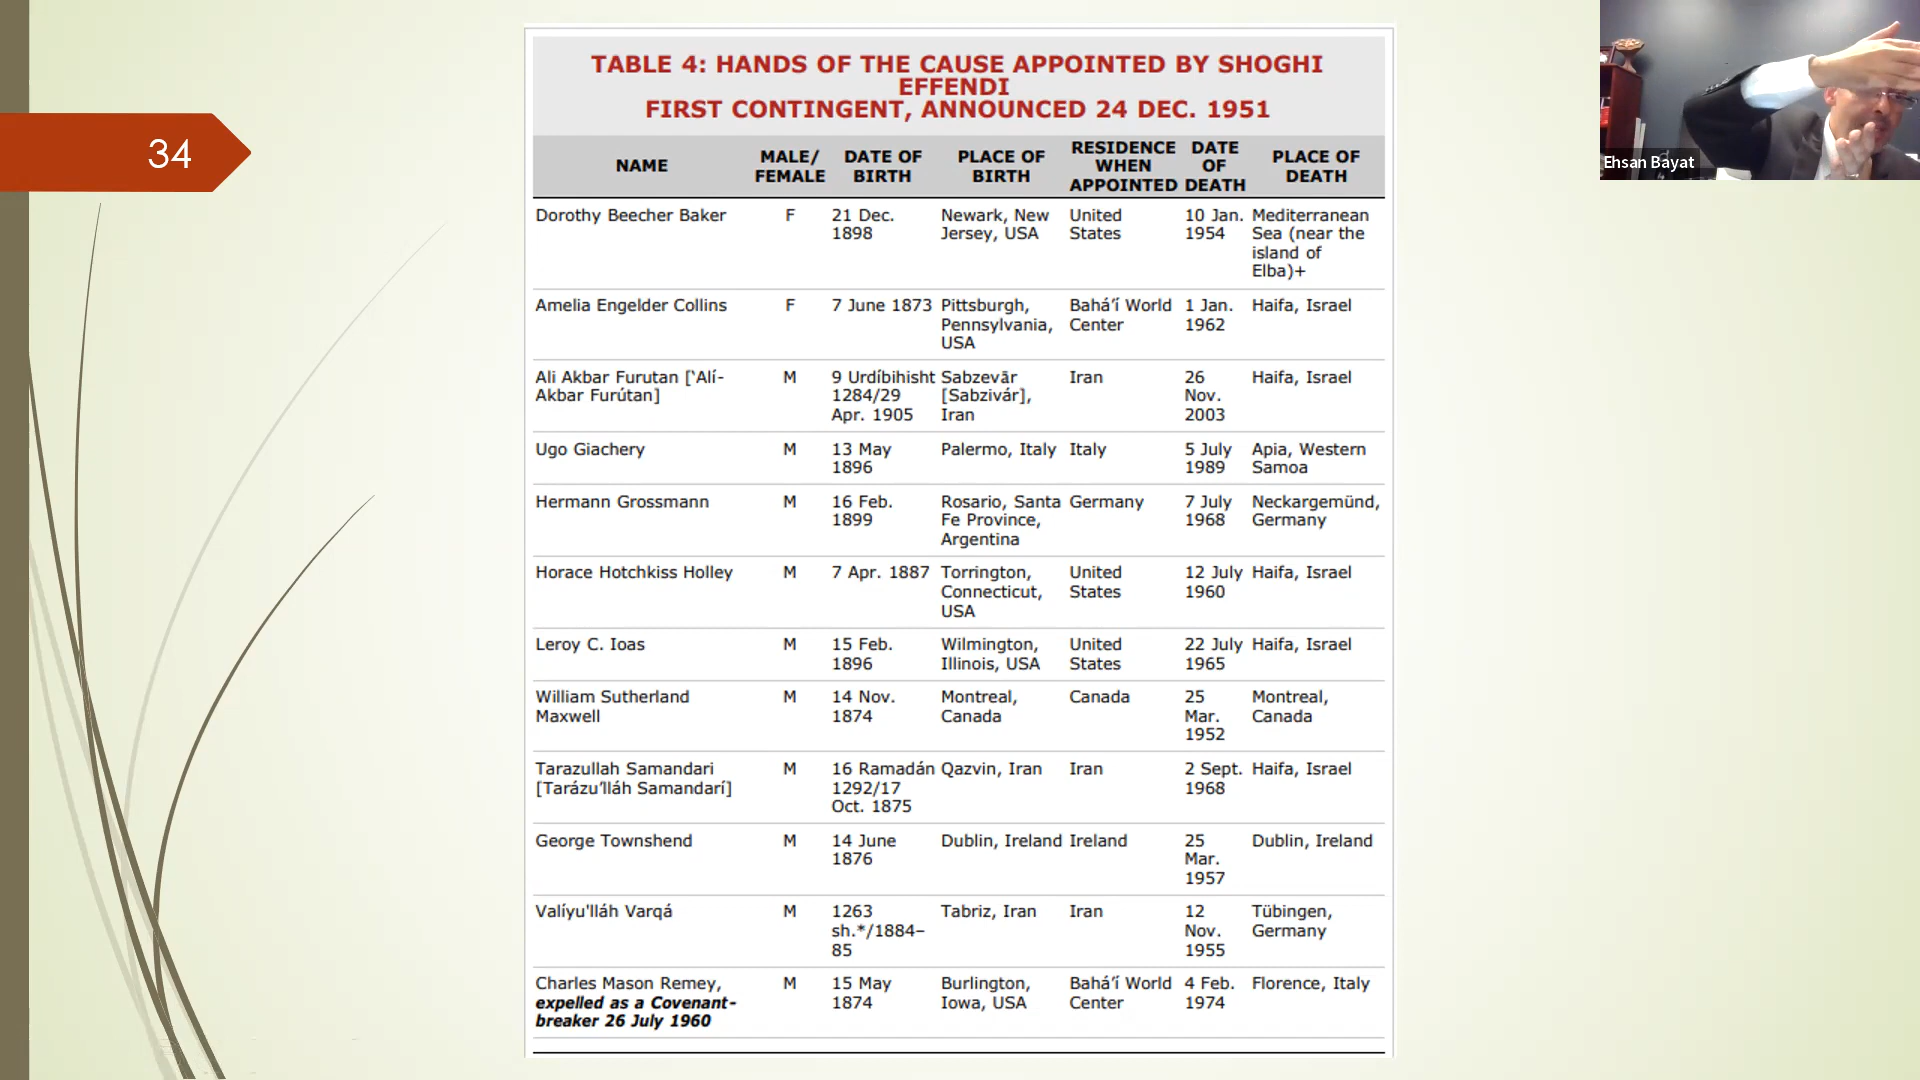 34
TABLE 4: HANDS OF THE CAUSE APPOINTED BY SHOGHI
EFFENDI
FIRST CONTINGENT, ANNOUNCED 24 DEC. 1951
NAME
MALE/
FEMALE
DATE OF
BIRTH
PLACE OF
BIRTH
RESIDENCE
WHEN
APPOINTED
DATE
OF
DEATH
PLACE OF
DEATH
Dorothy Beecher Baker
F
21 Dec.
1898
Newark, New
Jersey, USA
United
States
10 Jan.
1954
Mediterranean
Sea (near the
island of
Elba)+
Amelia Engelder Collins
F
7 June 1873
Pittsburgh,
Pennsylvania,
USA
Bahá’í World
Center
1 Jan.
1962
Haifa, Israel
Ali Akbar Furutan [‘Alí-
Akbar Furútan]
M
9 Urdíbihisht
1284/29
Apr. 1905
Sabzevār
[Sabzivár],
Iran
Iran
26
Nov.
2003
Haifa, Israel
Ugo Giachery
M
13 May
1896
Palermo, Italy
Italy
5 July
1989
Apia, Western
Samoa
Hermann Grossmann
M
16 Feb.
1899
Rosario, Santa
Fe Province,
Argentina
Germany
7 July
1968
Neckargemünd,
Germany
Horace Hotchkiss Holley
M
7 Apr. 1887
Torrington,
Connecticut,
USA
United
States
12 July
1960
Haifa, Israel
Leroy C. Ioas
M
15 Feb.
1896
Wilmington,
Illinois, USA
United
States
22 July
1965
Haifa, Israel
William Sutherland
Maxwell
M
14 Nov.
1874
Montreal,
Canada
Canada
25
Mar.
1952
Montreal,
Canada
Tarazullah Samandari
[Tarázu’lláh Samandarí]
M
16 Ramadán
1292/17
Oct. 1875
Qazvin, Iran
Iran
2 Sept.
1968
Haifa, Israel
George Townshend
M
14 June
1876
Dublin, Ireland
Ireland
25
Mar.
1957
Dublin, Ireland
Valíyu'lláh Varqá
M
1263
sh.*/1884–
85
Tabriz, Iran
Iran
12
Nov.
1955
Tübingen,
Germany
Charles Mason Remey,
expelled as a Covenant-
breaker 26 July 1960
M
15 May
1874
Burlington,
Iowa, USA
Bahá’í World
Center
4 Feb.
1974
Florence, Italy
Ehsan Bayat